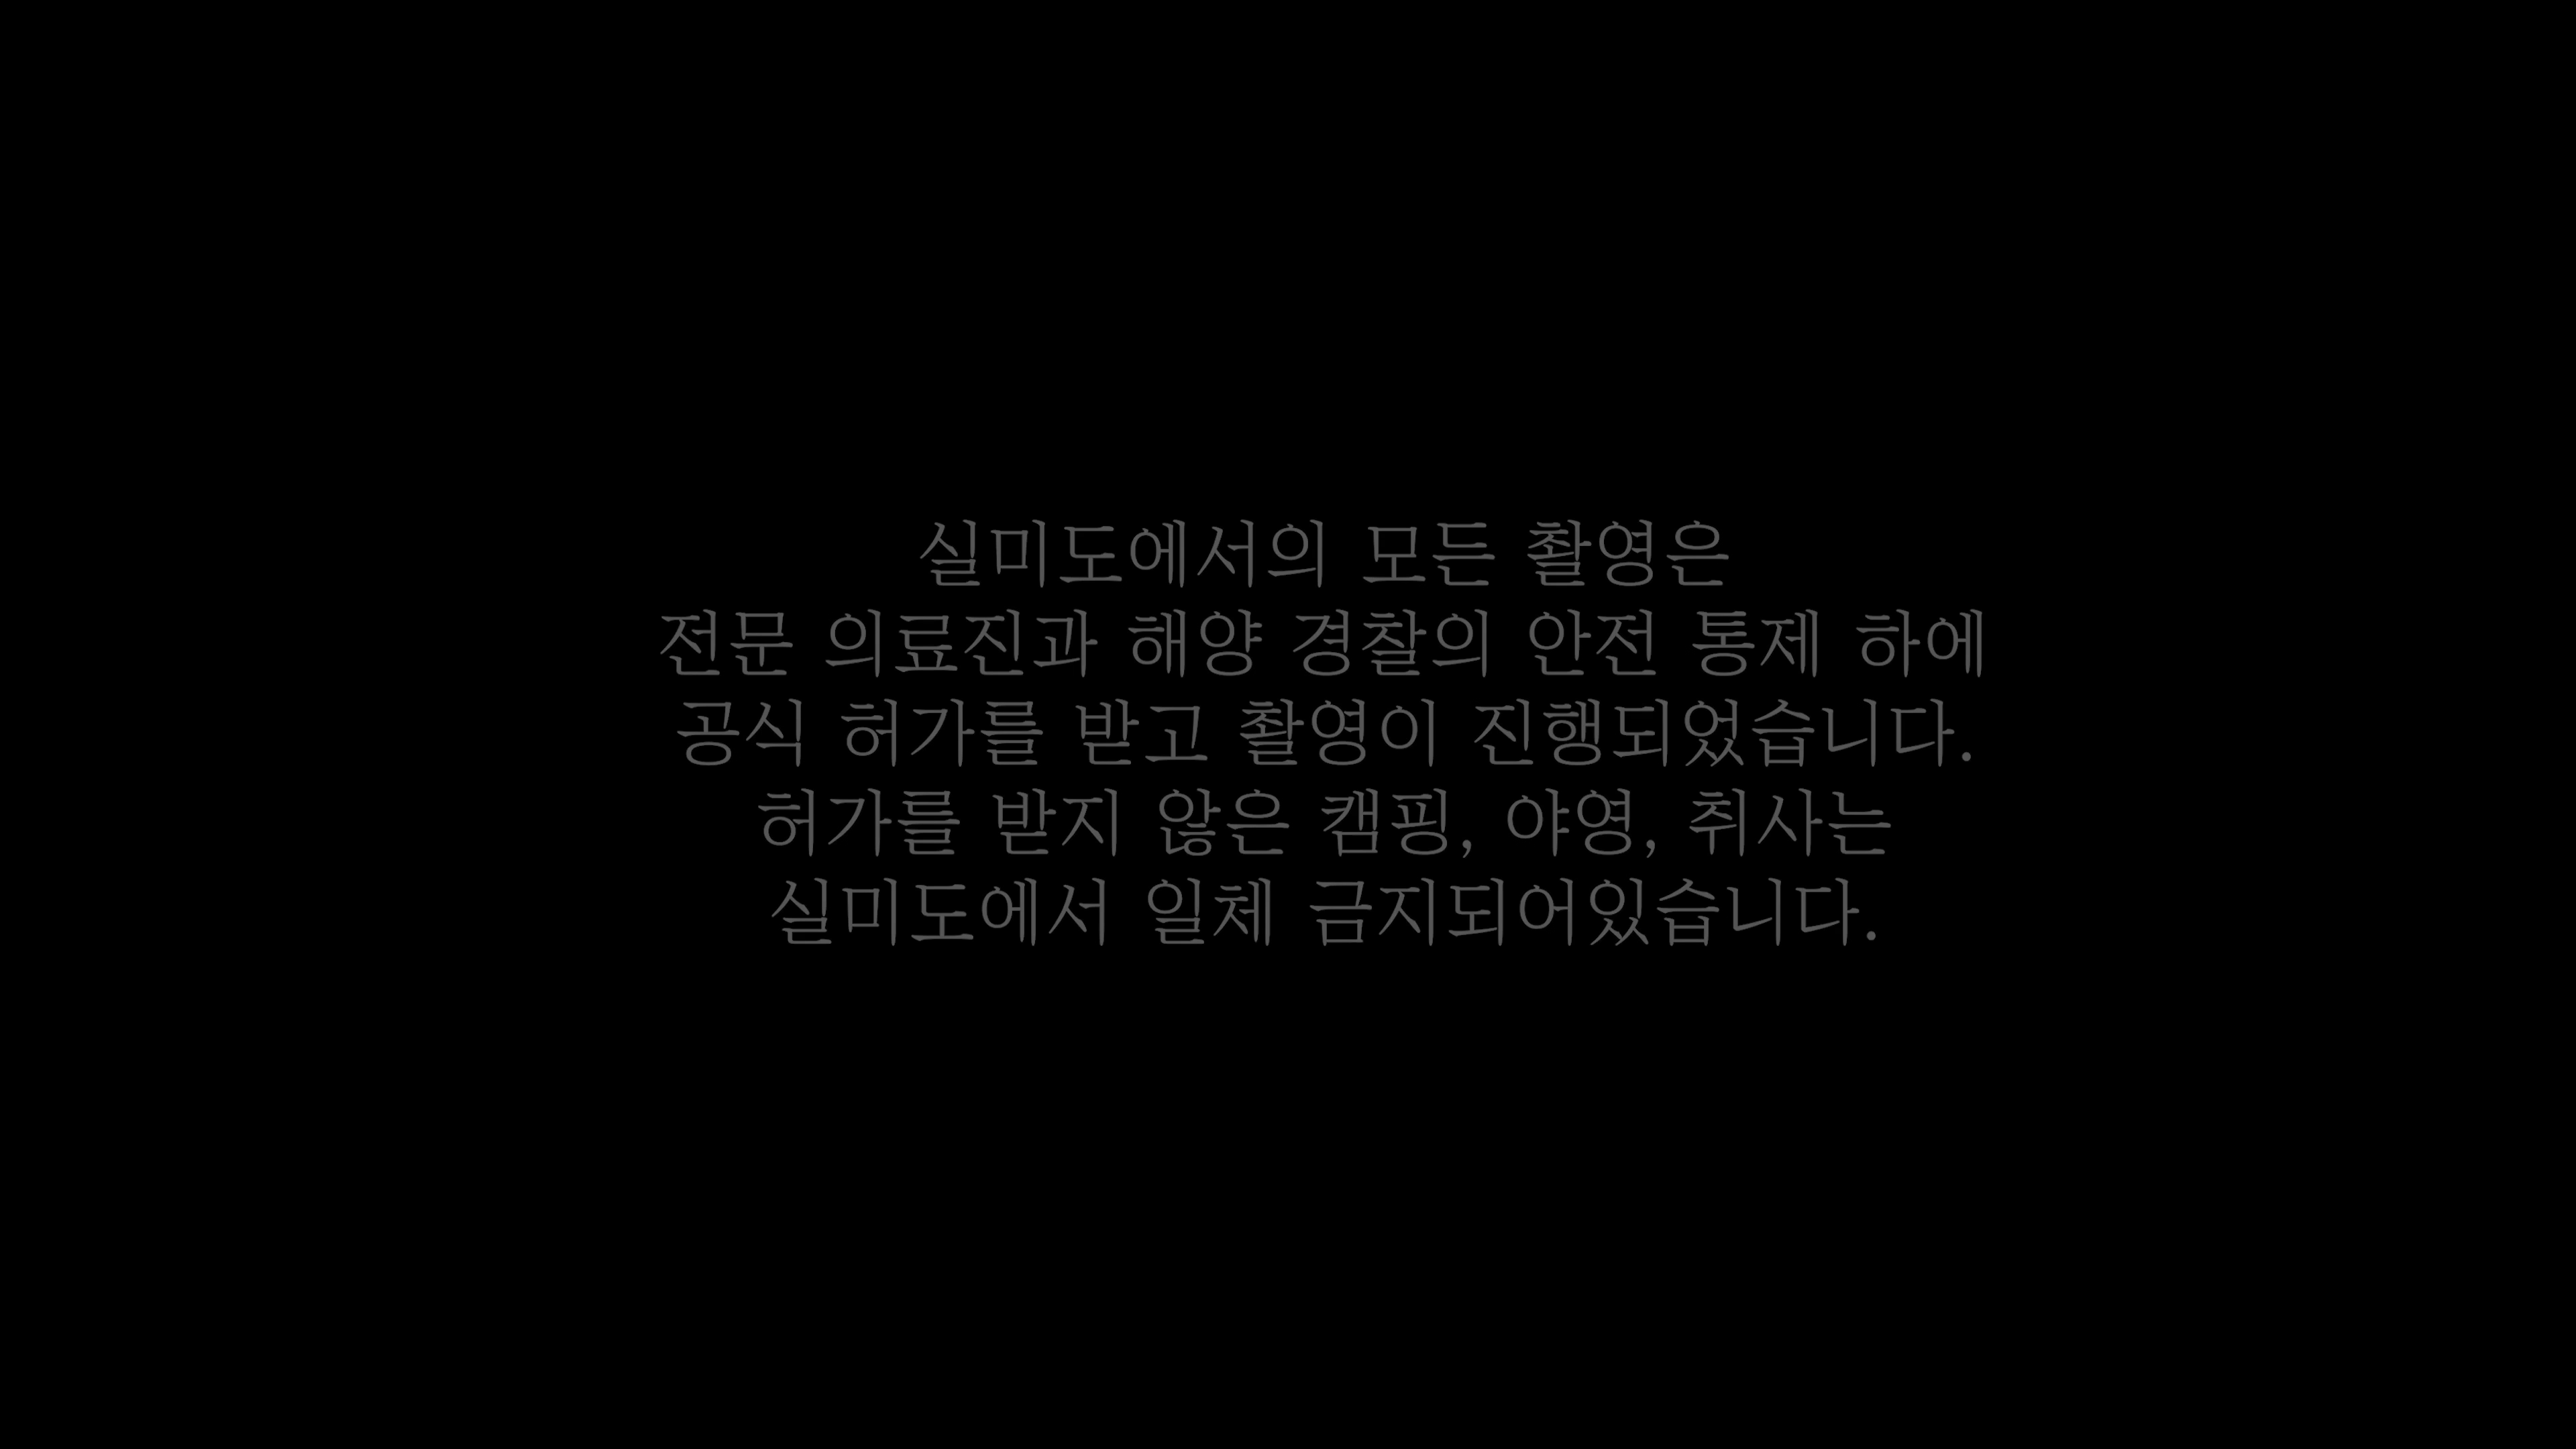 실미도에서의 모든 촬영은
전문 의료진과 해양 경찰의 안전 통제 하에
공식 허가를 받고 촬영이 진행되었습니다.
허가를 받지 않은 캠핑, 야영, 취사는
실미도에서 일체 금지되어있습니다.